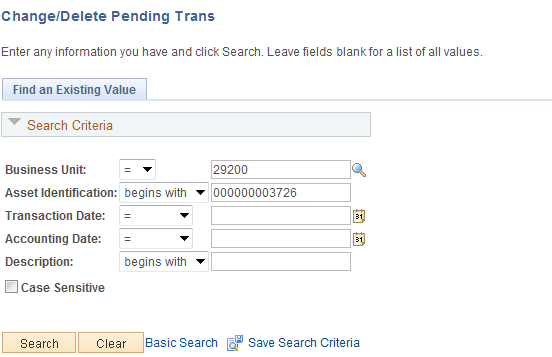 Change/Delete Pending Trans
Enter any information you have and click Search. Leave fields blank for a list of all values.
Find an Existing Value
Search Criteria
Business Unit: = 29200
Asset Identification: begins with 000000003726
Transaction Date: = 31
Accounting Date: = 31
Description: begins with
Case Sensitive
Search Clear Basic Search Save Search Criteria